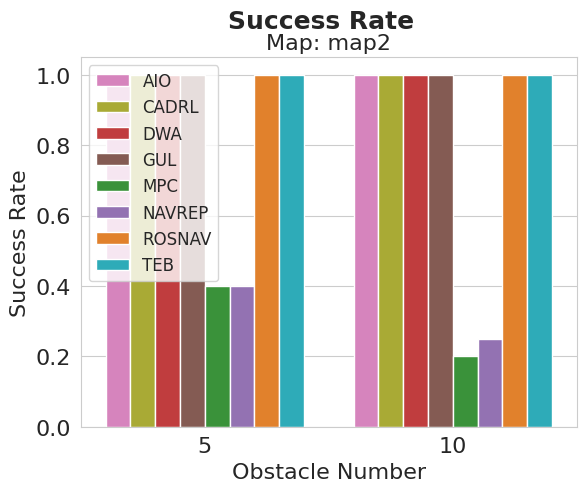 Success Rate
Map: map2
1.0
0.8
0.6
0.4
0.2
0.0
Success Rate
AIO
CADRL
DWA
GUL
MPC
NAVREP
ROSNAV
TEB
5
10
Obstacle Number